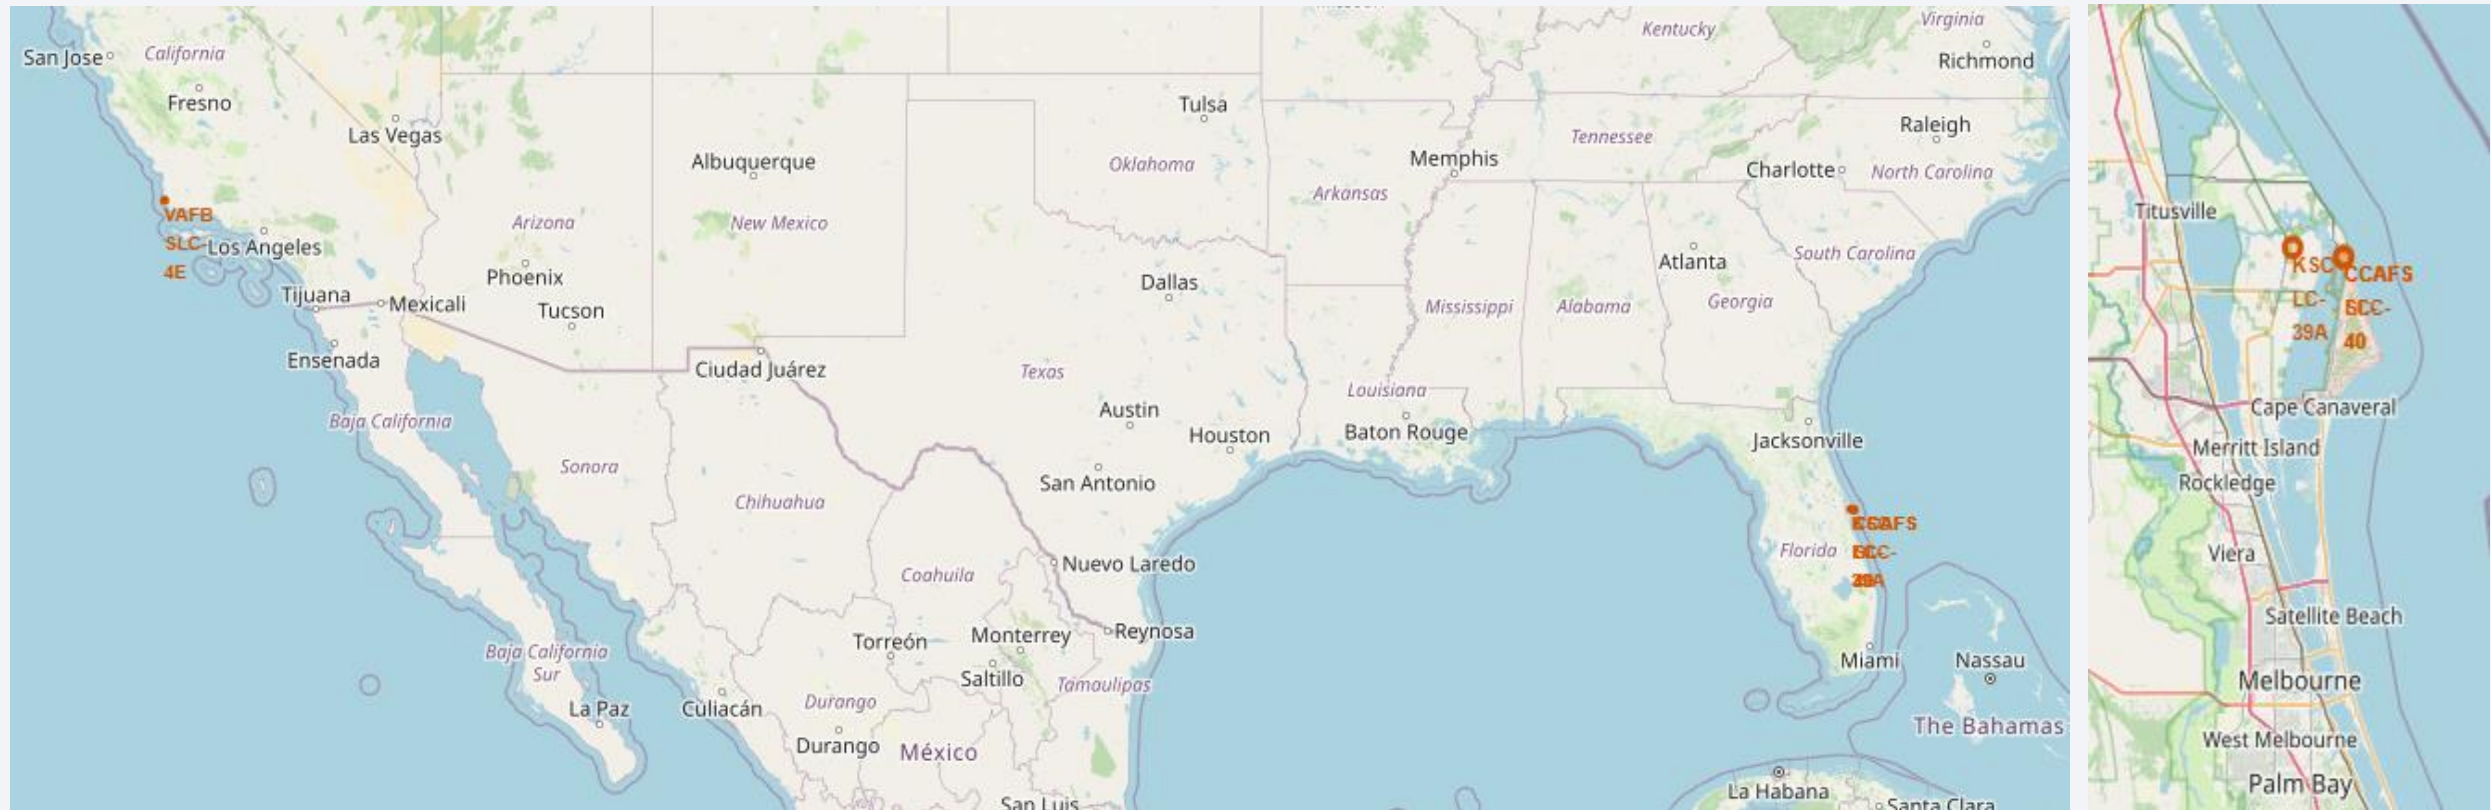 Virginia
Kentucky
San Jose
California
Richmond
Fresno
Tulsa
Las Vegas
Raleigh
Tennessee
Albuquerque
Oklahoma
Memphis
Charlotte
North Carolina
Arkansas
VAFB
SLC-
4E
Los Angeles
Arizona
New Mexico
South Carolina
Atlanta
Phoenix
Dallas
Tijuana
Mexicali
Tucson
Mississippi
Alabama
Georgia
Ensenada
Ciudad Juárez
Texas
Louisiana
Baja California
Austin
Houston
Baton Rouge
Jacksonville
Sonora
San Antonio
Chihuahua
CCAFS
Florida
Nuevo Laredo
Coahuila
Torreón
Monterrey
Reynosa
Baja California
Sur
Saltillo
Tamaulipas
Miami
Nassau
La Paz
Culiacán
Durango
Durango
México
The Bahamas
San Luis
La Habana
Santa Clara
Titusville
KSC
LC-
39A
CCAFS
SLC-
40
Cape Canaveral
Merritt Island
Rockledge
Viera
Satellite Beach
Melbourne
West Melbourne
Palm Bay